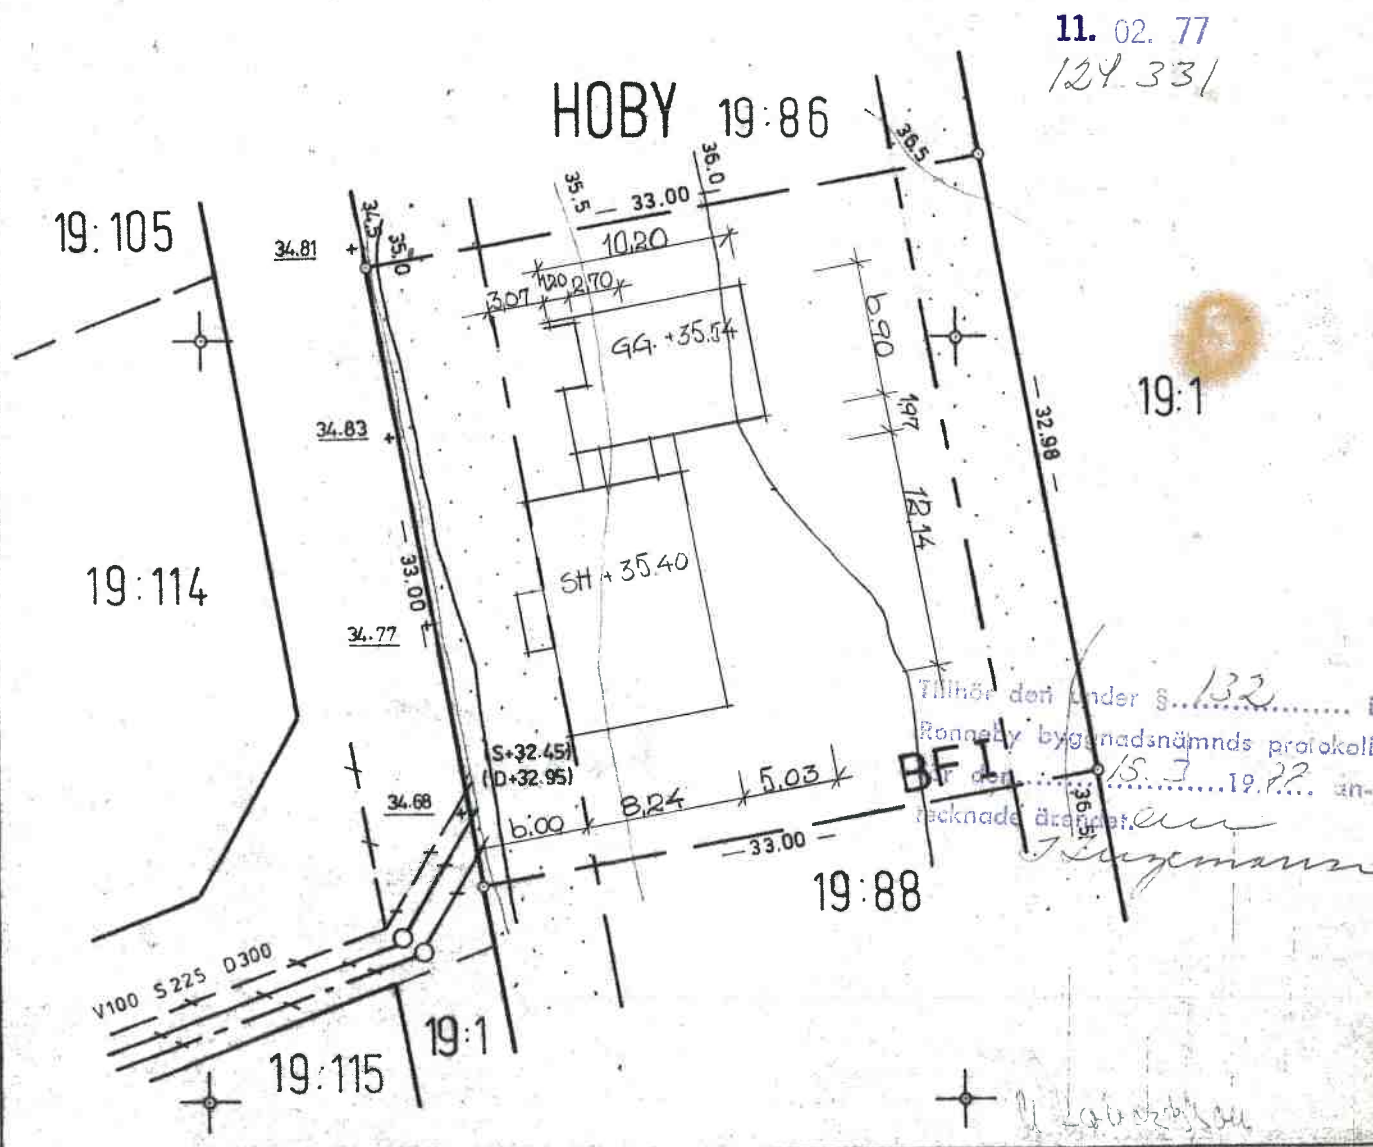 11. 02. 77
124.331
HOBY 19:86
36.5
36.0
35.5
33.00
19:105
34.5
35.0
34.81
10.20
3.07 1.20 2.70
GG. +35.54
6.90
19:1
34.83
1.97
32.98
12.14
33.00
SH +35.40
19:114
34.77
Tillhör den under §. 132
Ronneby byggnadsnämnds protokoll
för den 15. 3 19.77 an-
tecknade ärendet.
(S+32.45)
(D+32.95)
BF I
34.68
6.00 8.24 5.03
36.5
33.00
19:88
V100 S225 D300
19:1
19:115